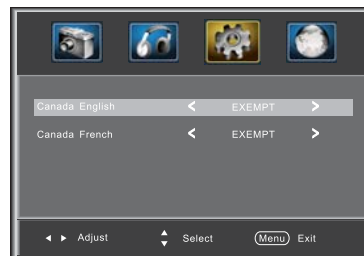 Canada English < EXEMPT >
Canada French < EXEMPT >
◄ ► Adjust ▲▼ Select Menu Exit